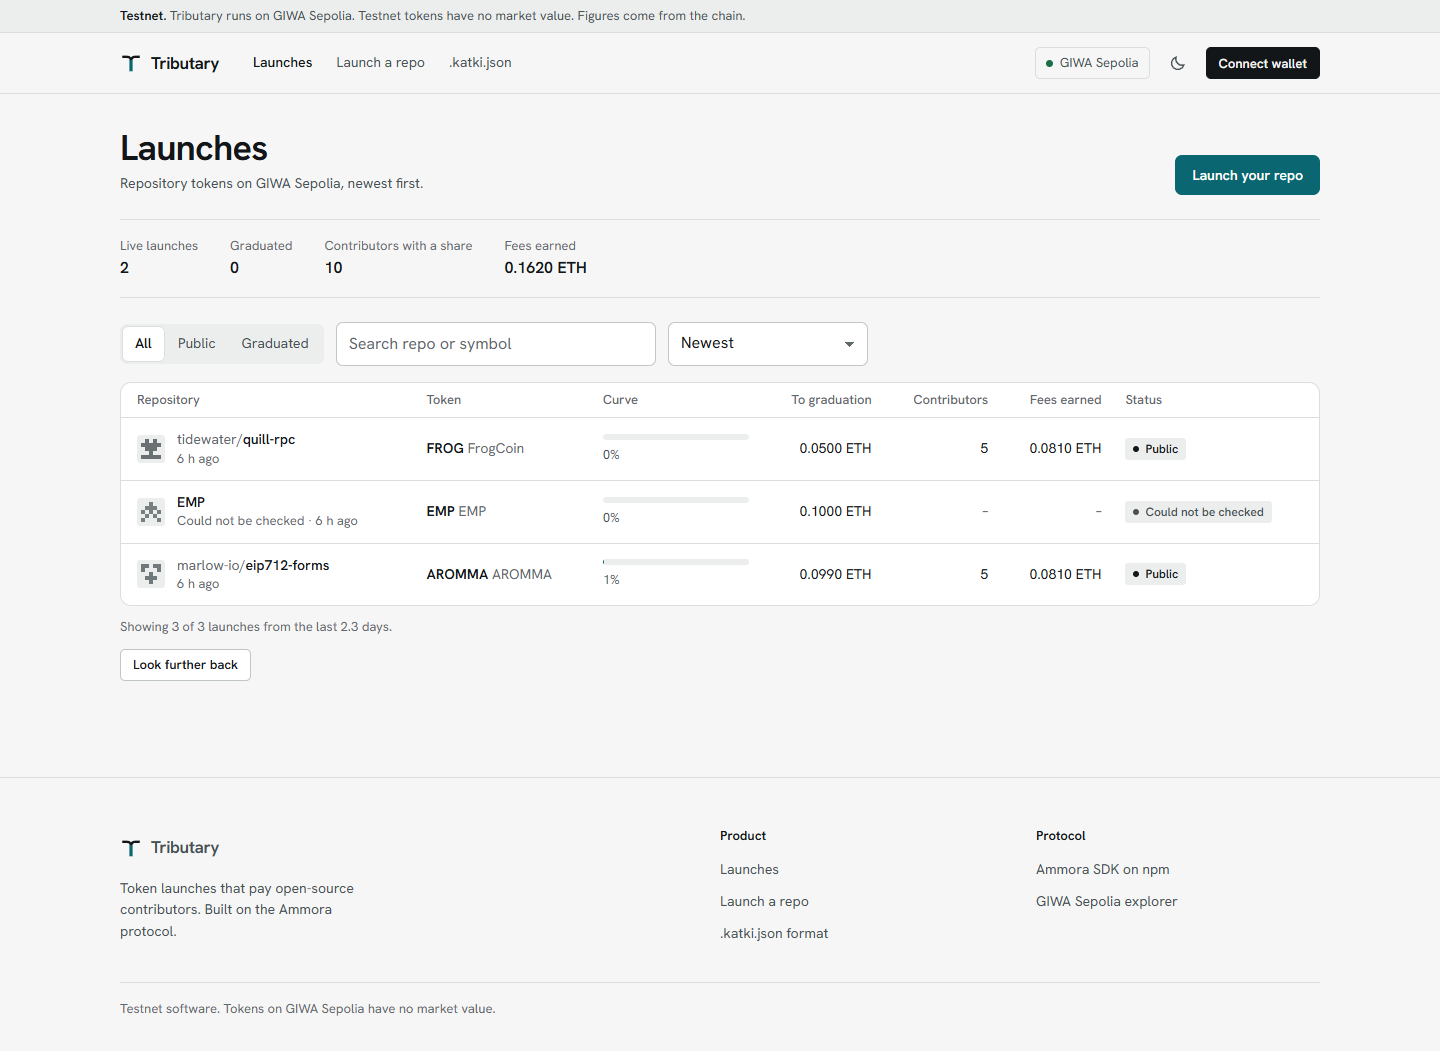 Testnet. Tributary runs on GIWA Sepolia. Testnet tokens have no market value. Figures come from the chain.
Tributary Launches Launch a repo .katki.json GIWA Sepolia Connect wallet
Launches
Repository tokens on GIWA Sepolia, newest first.
Launch your repo
Live launches Graduated Contributors with a share Fees earned
2 0 10 0.1620 ETH
All Public Graduated Search repo or symbol Newest
Repository Token Curve To graduation Contributors Fees earned Status
tidewater/quill-rpc
6 h ago
FROG FrogCoin 0% 0.0500 ETH 5 0.0810 ETH Public
EMP
Could not be checked · 6 h ago
EMP EMP 0% 0.1000 ETH – – Could not be checked
marlow-io/eip712-forms
6 h ago
AROMMA AROMMA 1% 0.0990 ETH 5 0.0810 ETH Public
Showing 3 of 3 launches from the last 2.3 days.
Look further back
Tributary
Token launches that pay open-source
contributors. Built on the Ammora
protocol.
Product
Launches
Launch a repo
.katki.json format
Protocol
Ammora SDK on npm
GIWA Sepolia explorer
Testnet software. Tokens on GIWA Sepolia have no market value.